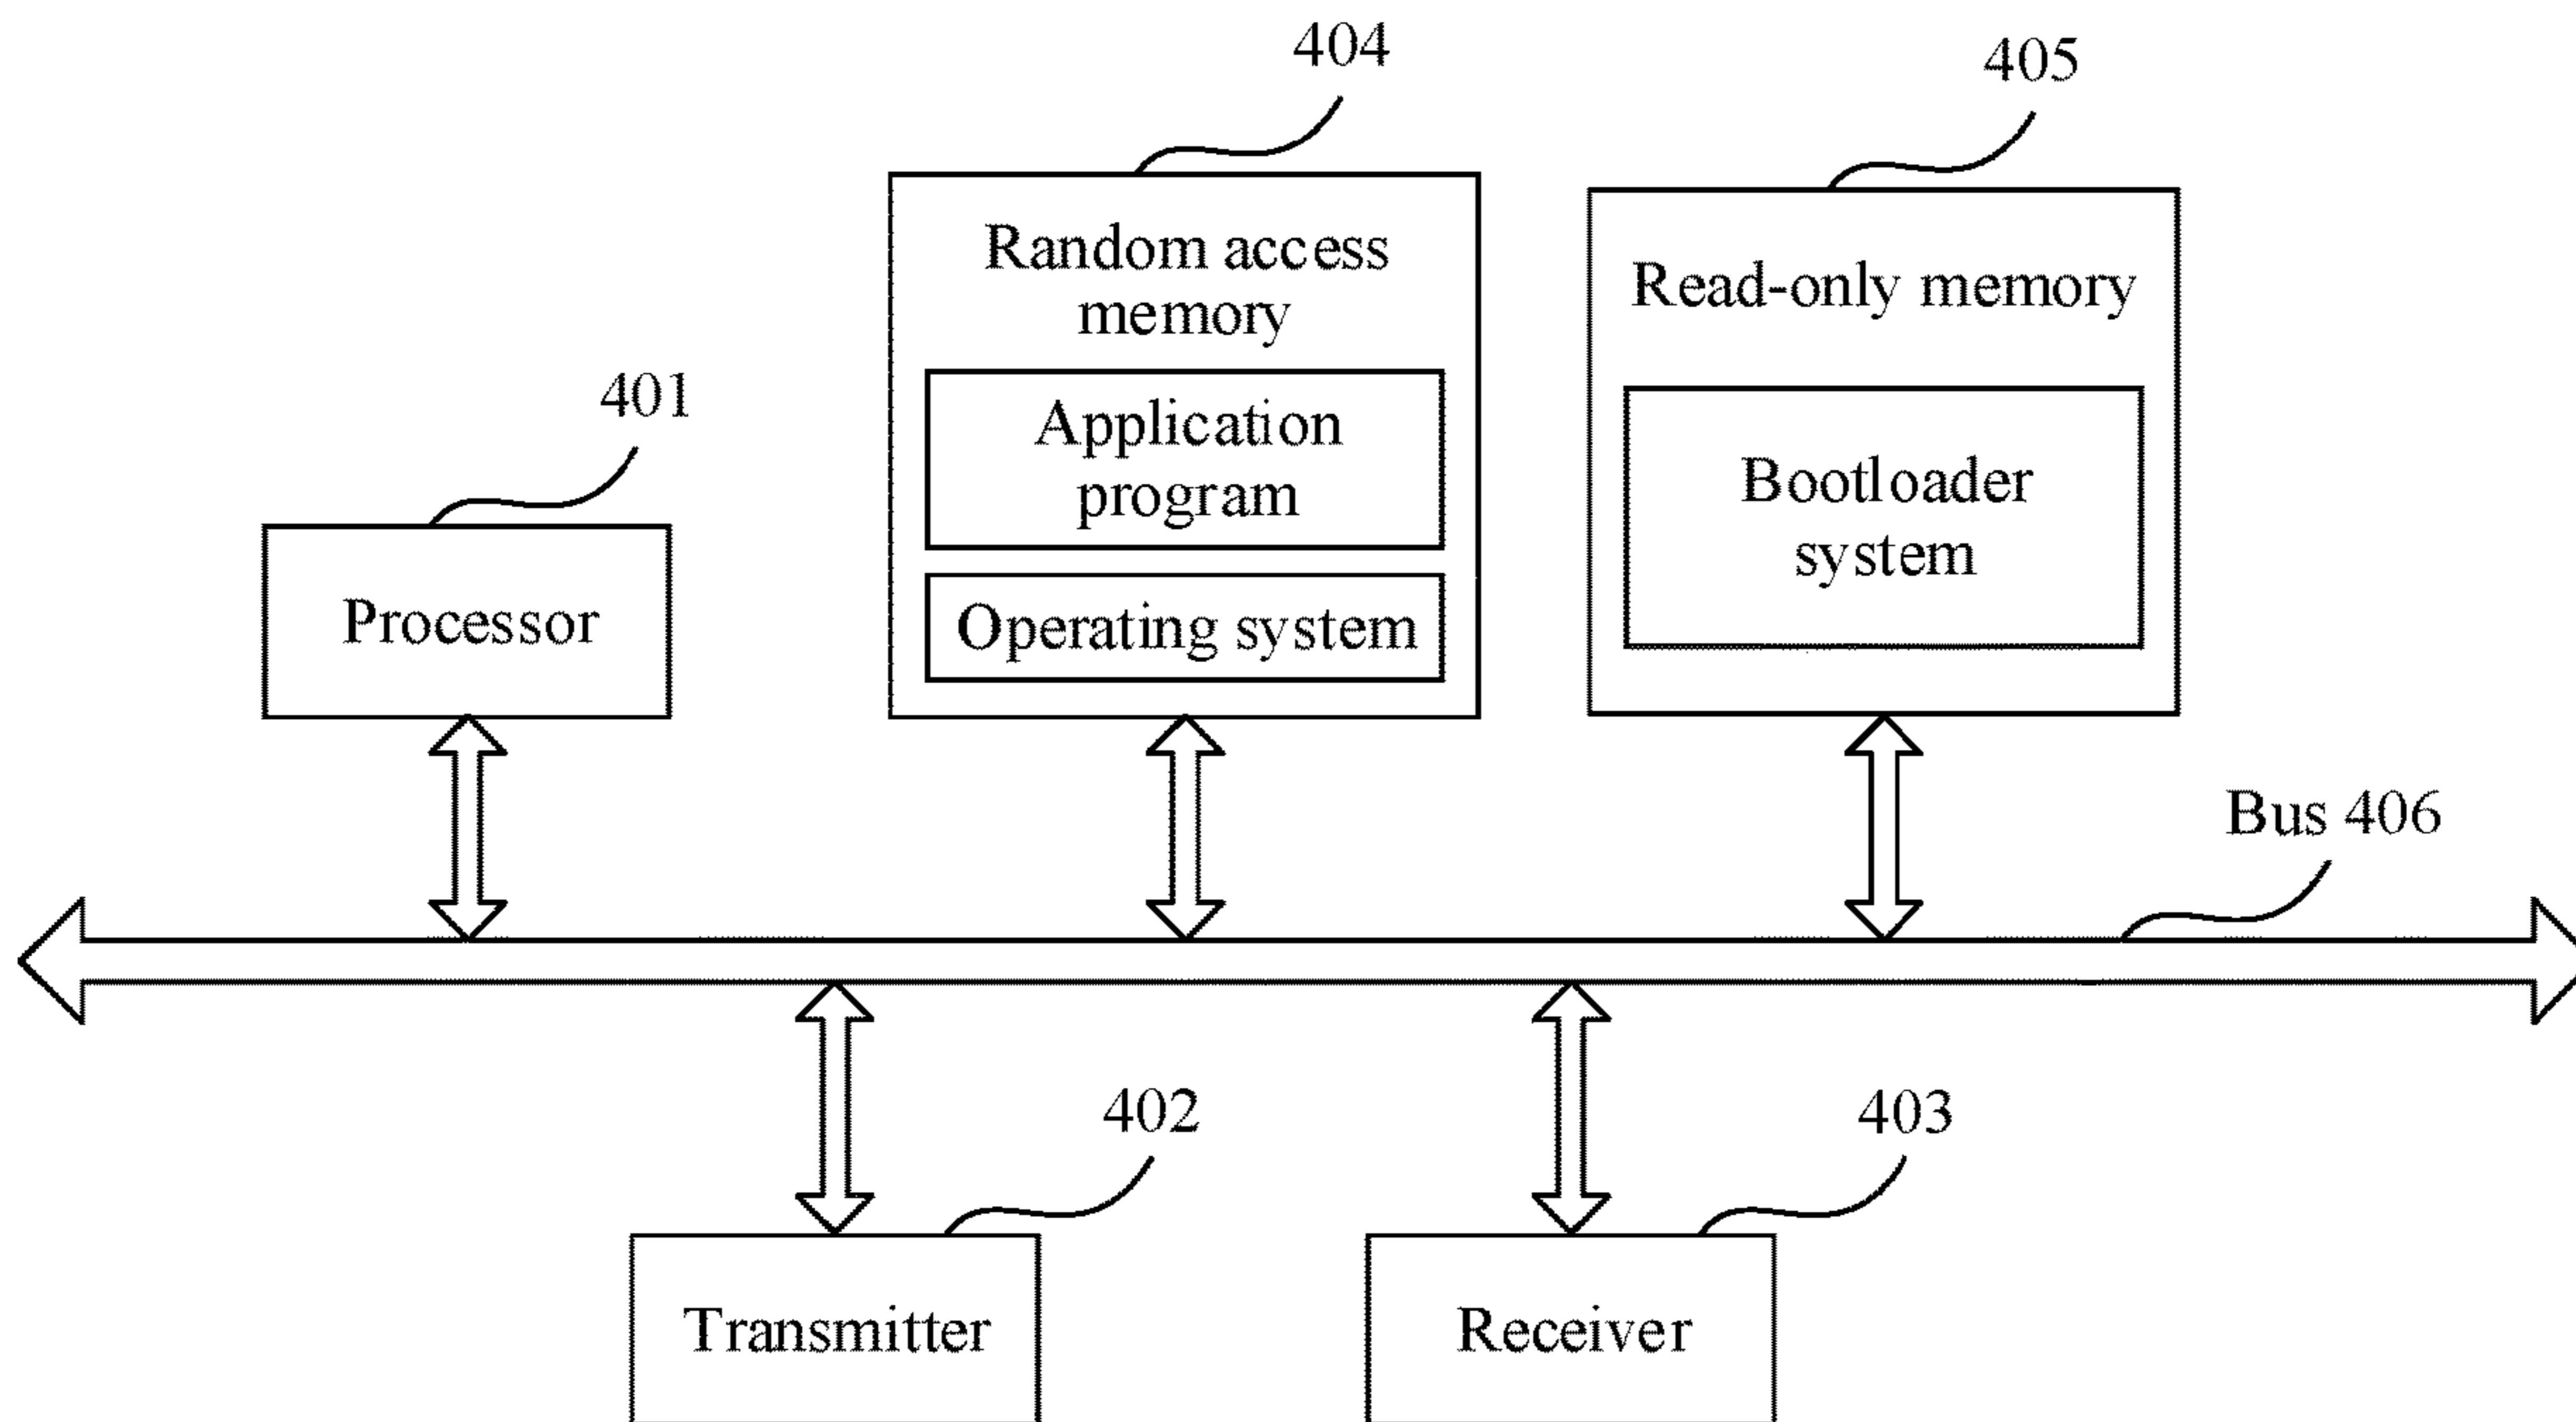 404
405
Random access
memory
Read-only memory
401
Application
program
Bootloader
system
Processor
Operating system
Bus 406
402
403
Transmitter
Receiver